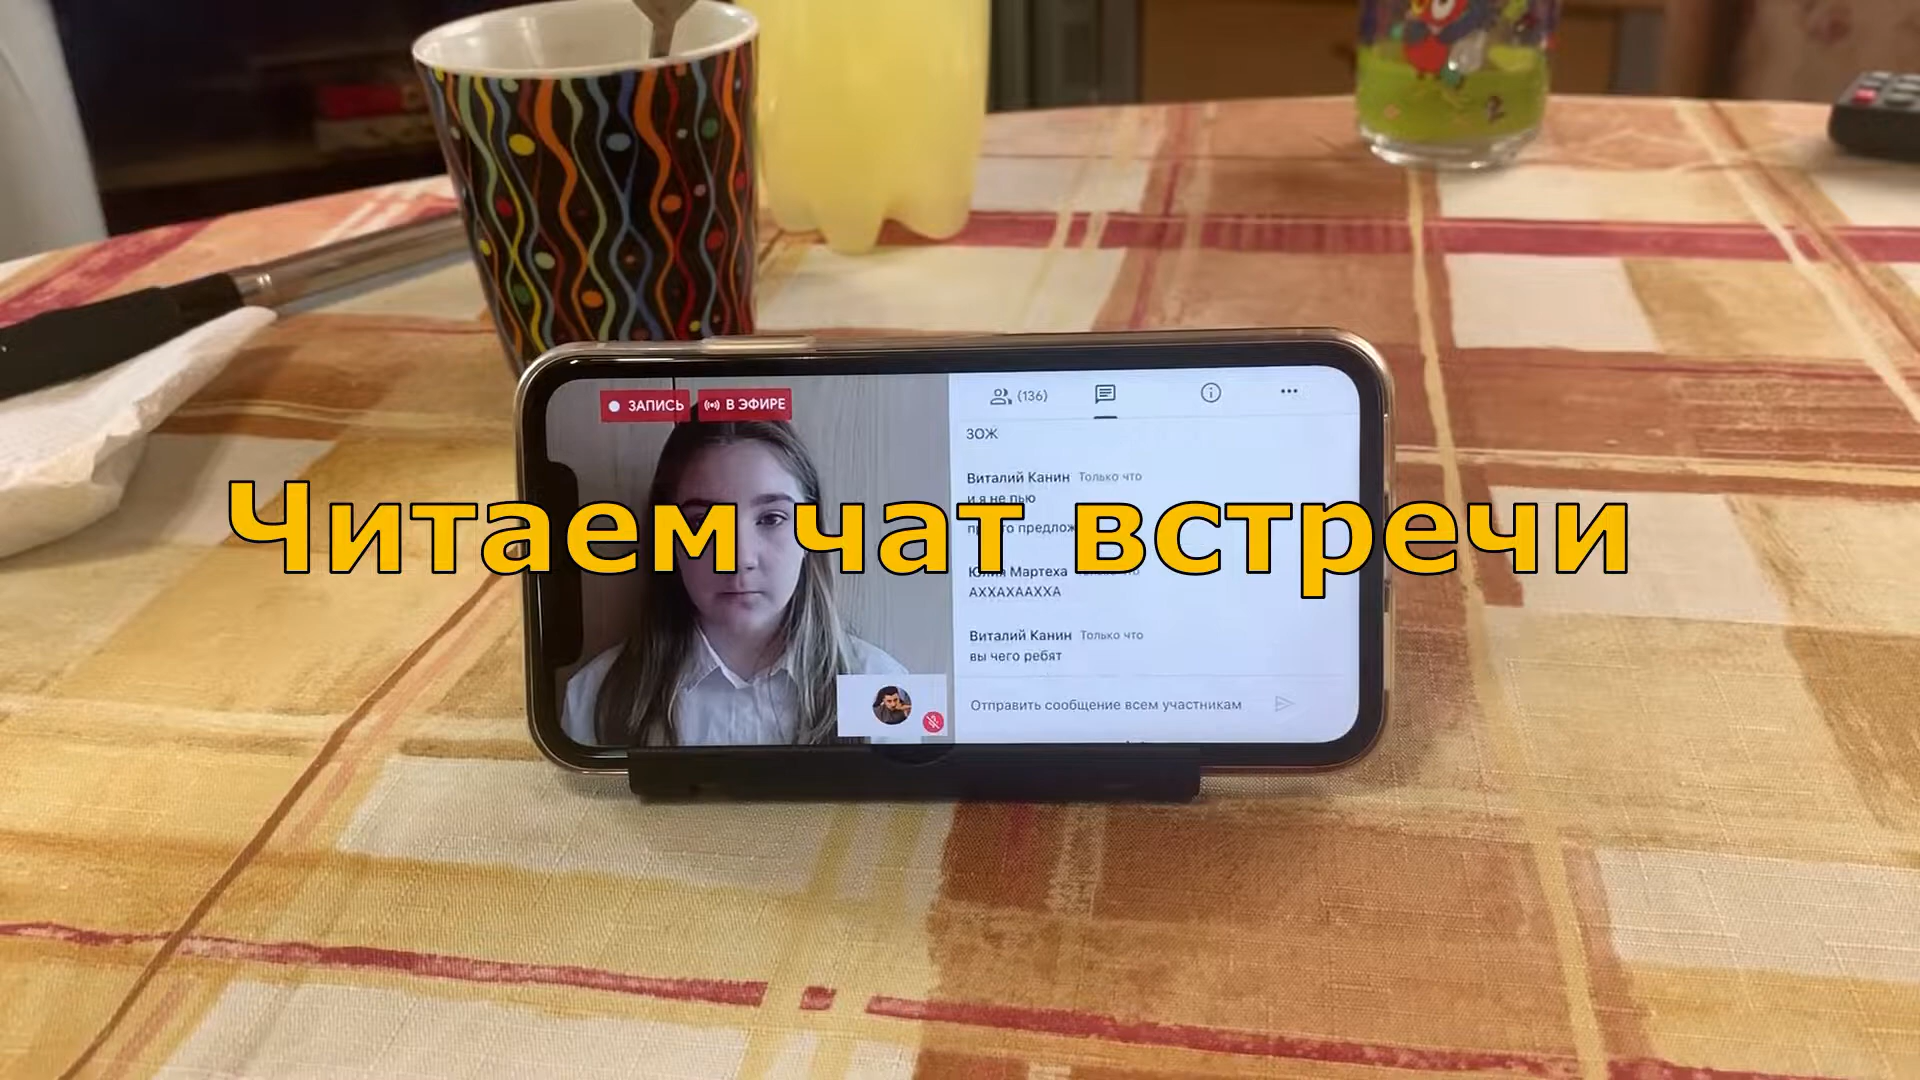 ЗАПИСЬ
В ЭФИРЕ
(136)
ЗОЖ
Виталий Канин Только что
и я не пью
Читаем чат встречи
Юлия Мартеха
АХХАХААХХА
Виталий Канин Только что
вы чего ребят
Отправить сообщение всем участникам